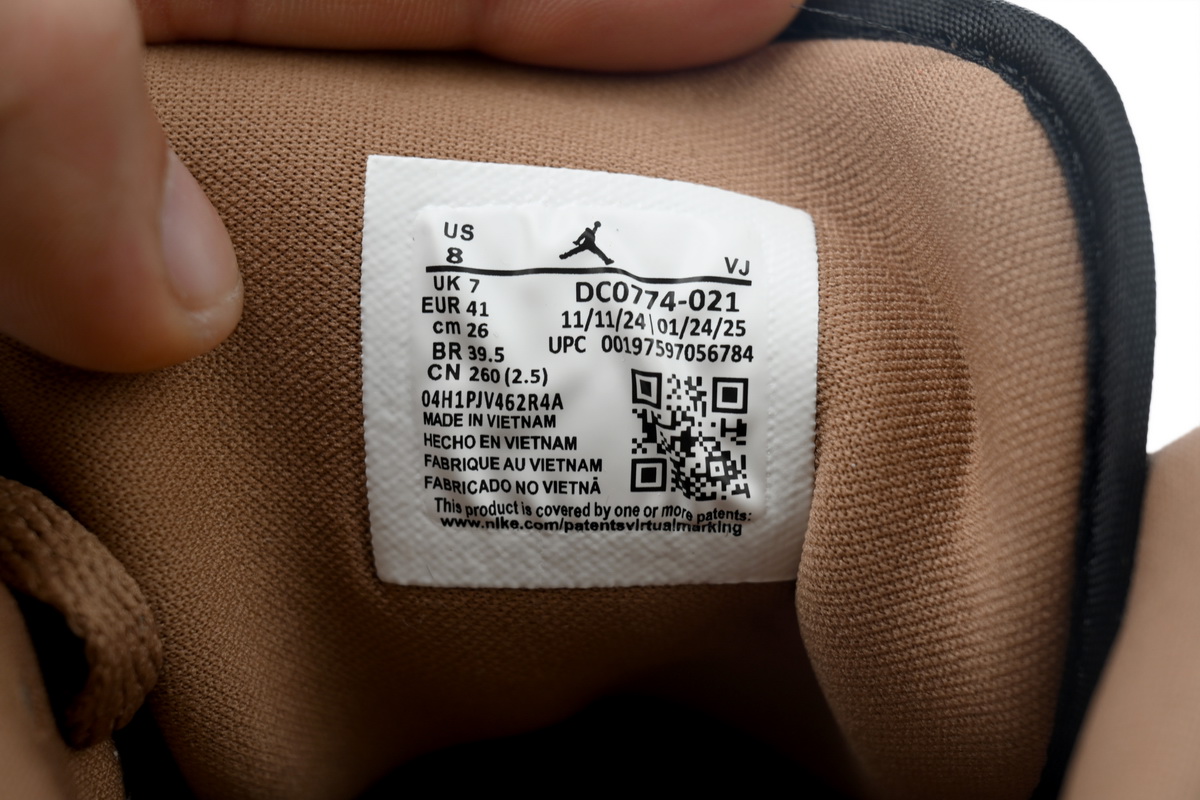 US
8
VJ
UK 7
EUR 41
cm 26
BR 39.5
CN 260 (2.5)
DC0774-021
11/11/24\01/24/25
UPC 00197597056784
04H1PJV462R4A
MADE IN VIETNAM
HECHO EN VIETNAM
FABRIQUE AU VIETNAM
FABRICADO NO VIETNÃ
This product is covered by one or more patents:
www.nike.com/patentsvirtualmarking